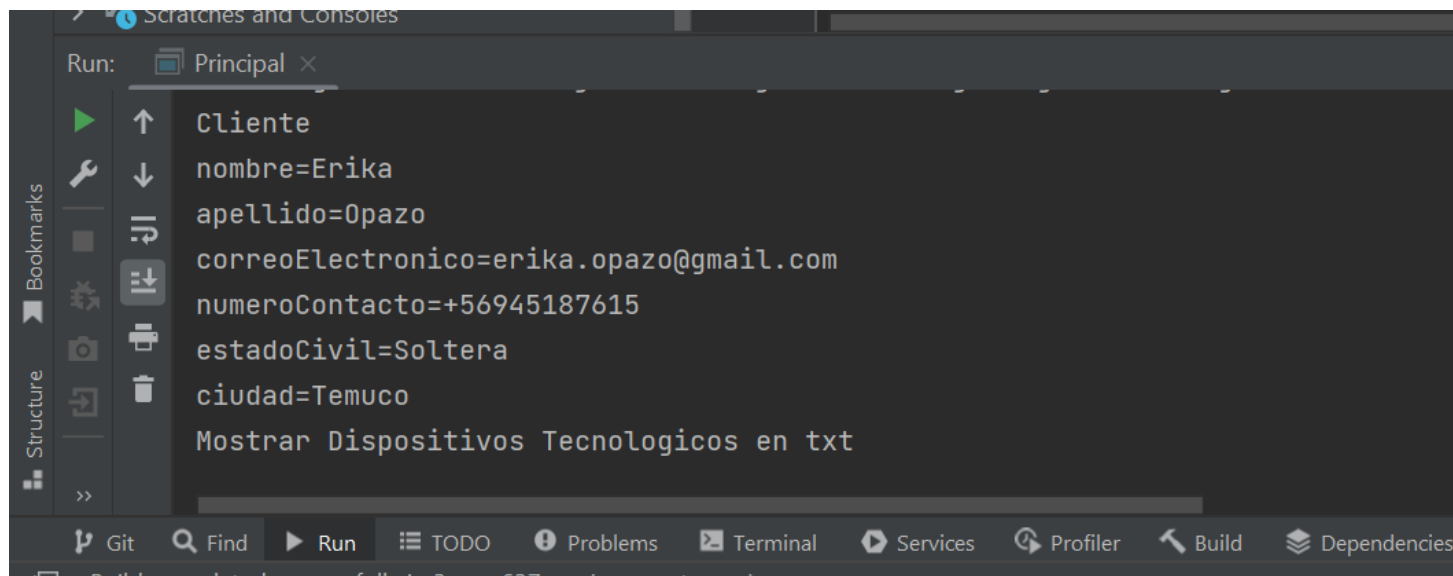 Scratches and Consoles
Run: Principal
Cliente
nombre=Erika
apellido=Opazo
correoElectronico=erika.opazo@gmail.com
numeroContacto=+56945187615
estadoCivil=Soltera
ciudad=Temuco
Mostrar Dispositivos Tecnologicos en txt
Bookmarks
Structure
Git Find Run TODO Problems Terminal Services Profiler Build Dependencies